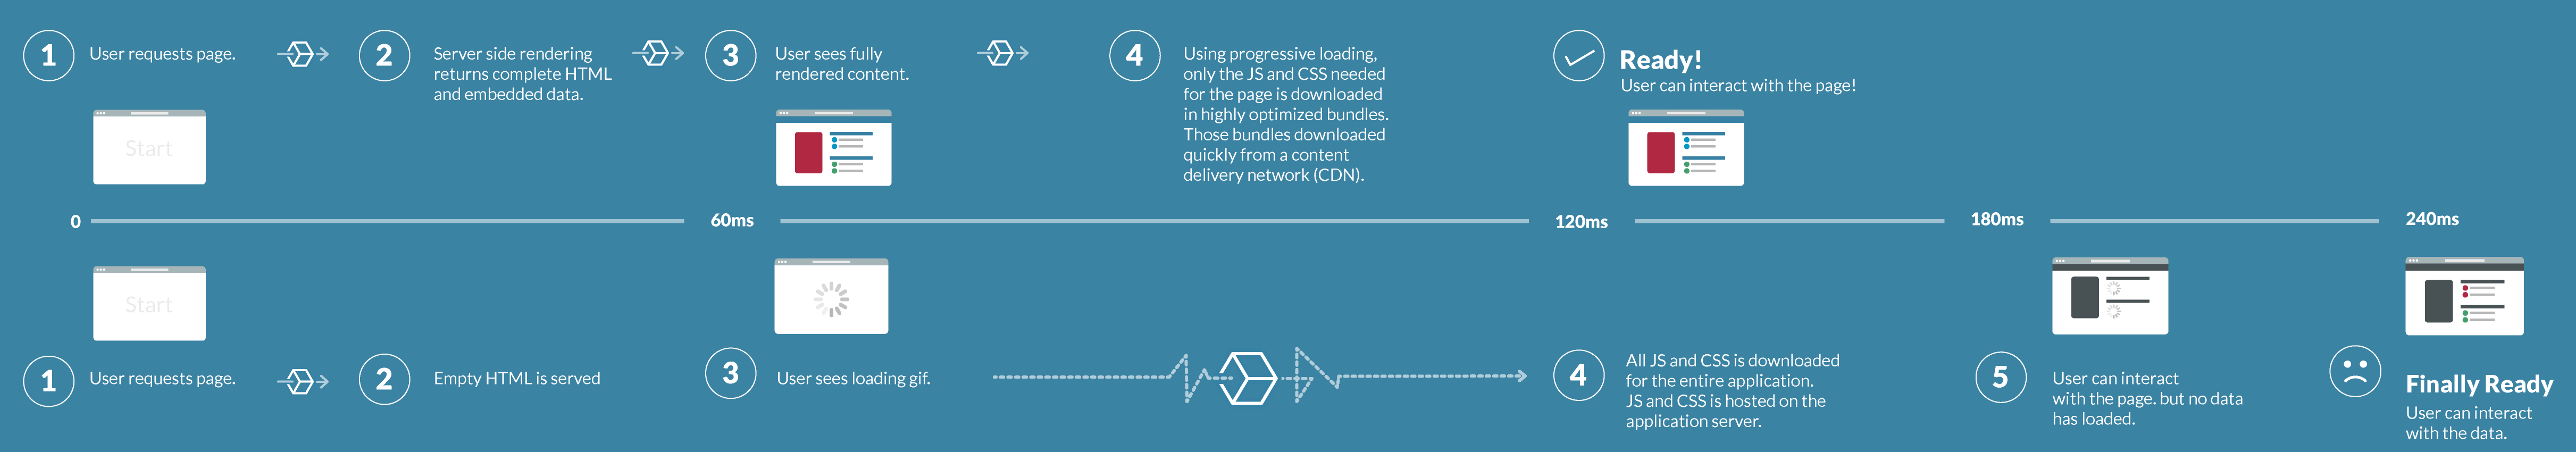 1
User requests page.
2
Server side rendering
returns complete HTML
and embedded data.
3
User sees fully
rendered content.
4
Using progressive loading,
only the JS and CSS needed
for the page is downloaded
in highly optimized bundles.
Those bundles downloaded
quickly from a content
delivery network (CDN).
Ready!
User can interact with the page!
Start
0
60ms
120ms
180ms
240ms
Start
1
User requests page.
2
Empty HTML is served
3
User sees loading gif.
4
All JS and CSS is downloaded
for the entire application.
JS and CSS is hosted on the
application server.
5
User can interact
with the page. but no data
has loaded.
Finally Ready
User can interact
with the data.